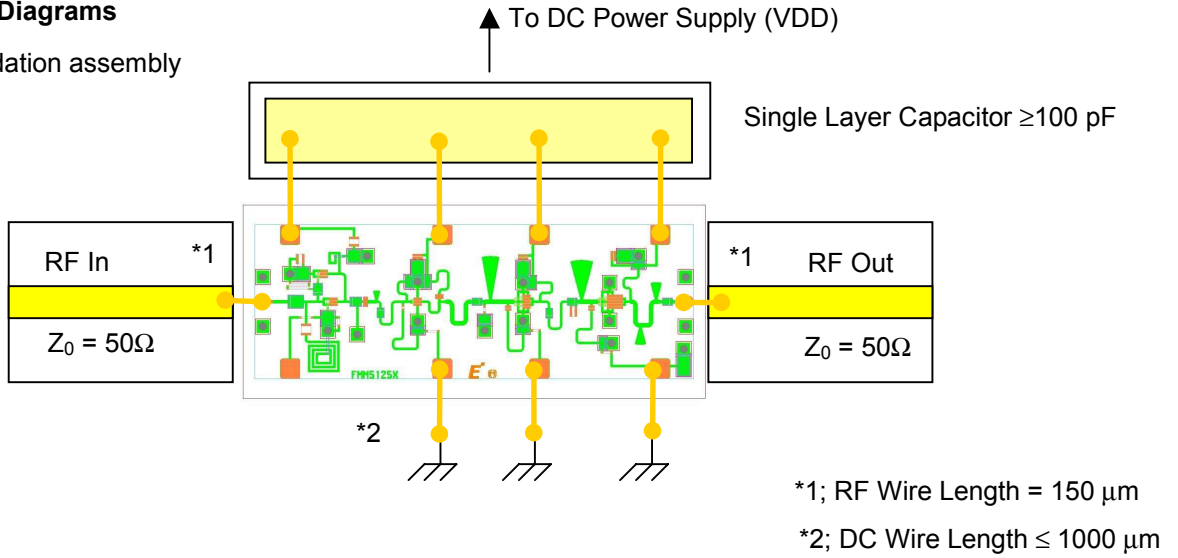 Diagrams
To DC Power Supply (VDD)
dation assembly
Single Layer Capacitor ≥100 pF
RF In
*1
*1
RF Out
Z₀ = 50Ω
Z₀ = 50Ω
FMM5125X
*2
*1; RF Wire Length = 150 µm
*2; DC Wire Length ≤ 1000 µm